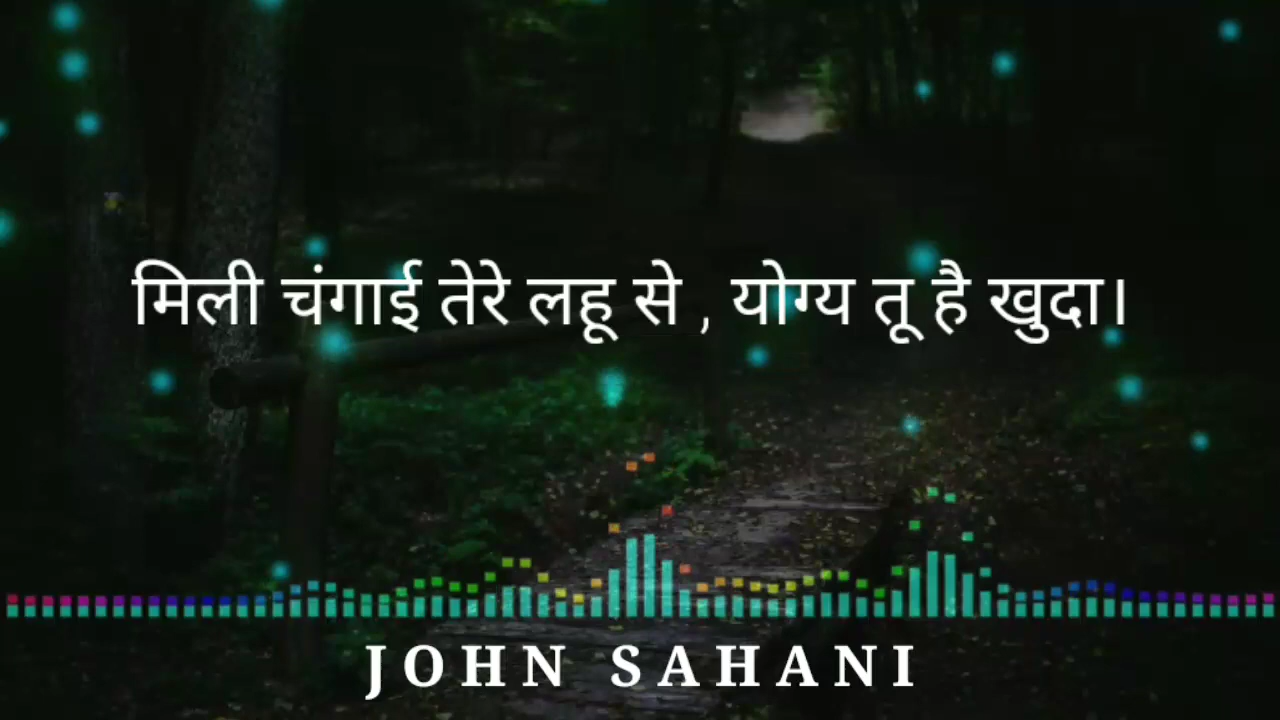 मिली चंगाई तेरे लहू से , योग्य तू है खुदा।
JOHN SAHANI